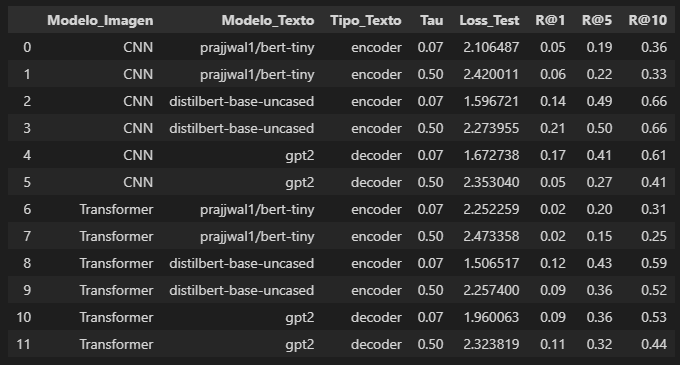 Modelo_Imagen Modelo_Texto Tipo_Texto Tau Loss_Test R@1 R@5 R@10
0 CNN prajjwal1/bert-tiny encoder 0.07 2.106487 0.05 0.19 0.36
1 CNN prajjwal1/bert-tiny encoder 0.50 2.420011 0.06 0.22 0.33
2 CNN distilbert-base-uncased encoder 0.07 1.596721 0.14 0.49 0.66
3 CNN distilbert-base-uncased encoder 0.50 2.273955 0.21 0.50 0.66
4 CNN gpt2 decoder 0.07 1.672738 0.17 0.41 0.61
5 CNN gpt2 decoder 0.50 2.353040 0.05 0.27 0.41
6 Transformer prajjwal1/bert-tiny encoder 0.07 2.252259 0.02 0.20 0.31
7 Transformer prajjwal1/bert-tiny encoder 0.50 2.473358 0.02 0.15 0.25
8 Transformer distilbert-base-uncased encoder 0.07 1.506517 0.12 0.43 0.59
9 Transformer distilbert-base-uncased encoder 0.50 2.257400 0.09 0.36 0.52
10 Transformer gpt2 decoder 0.07 1.960063 0.09 0.36 0.53
11 Transformer gpt2 decoder 0.50 2.323819 0.11 0.32 0.44